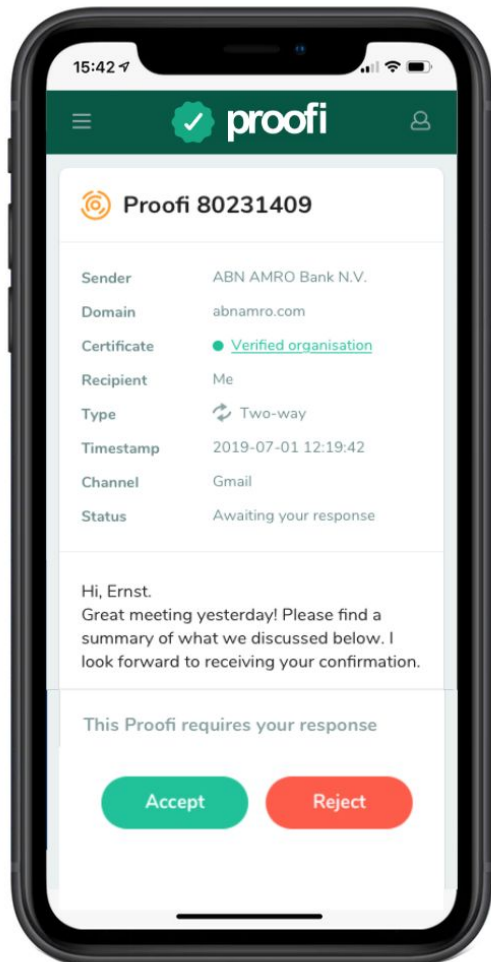 15:42
proofi
Proofi 80231409
Sender ABN AMRO Bank N.V.
Domain abnamro.com
Certificate Verified organisation
Recipient Me
Type Two-way
Timestamp 2019-07-01 12:19:42
Channel Gmail
Status Awaiting your response
Hi, Ernst.
Great meeting yesterday! Please find a
summary of what we discussed below. I
look forward to receiving your confirmation.
This Proofi requires your response
Accept Reject